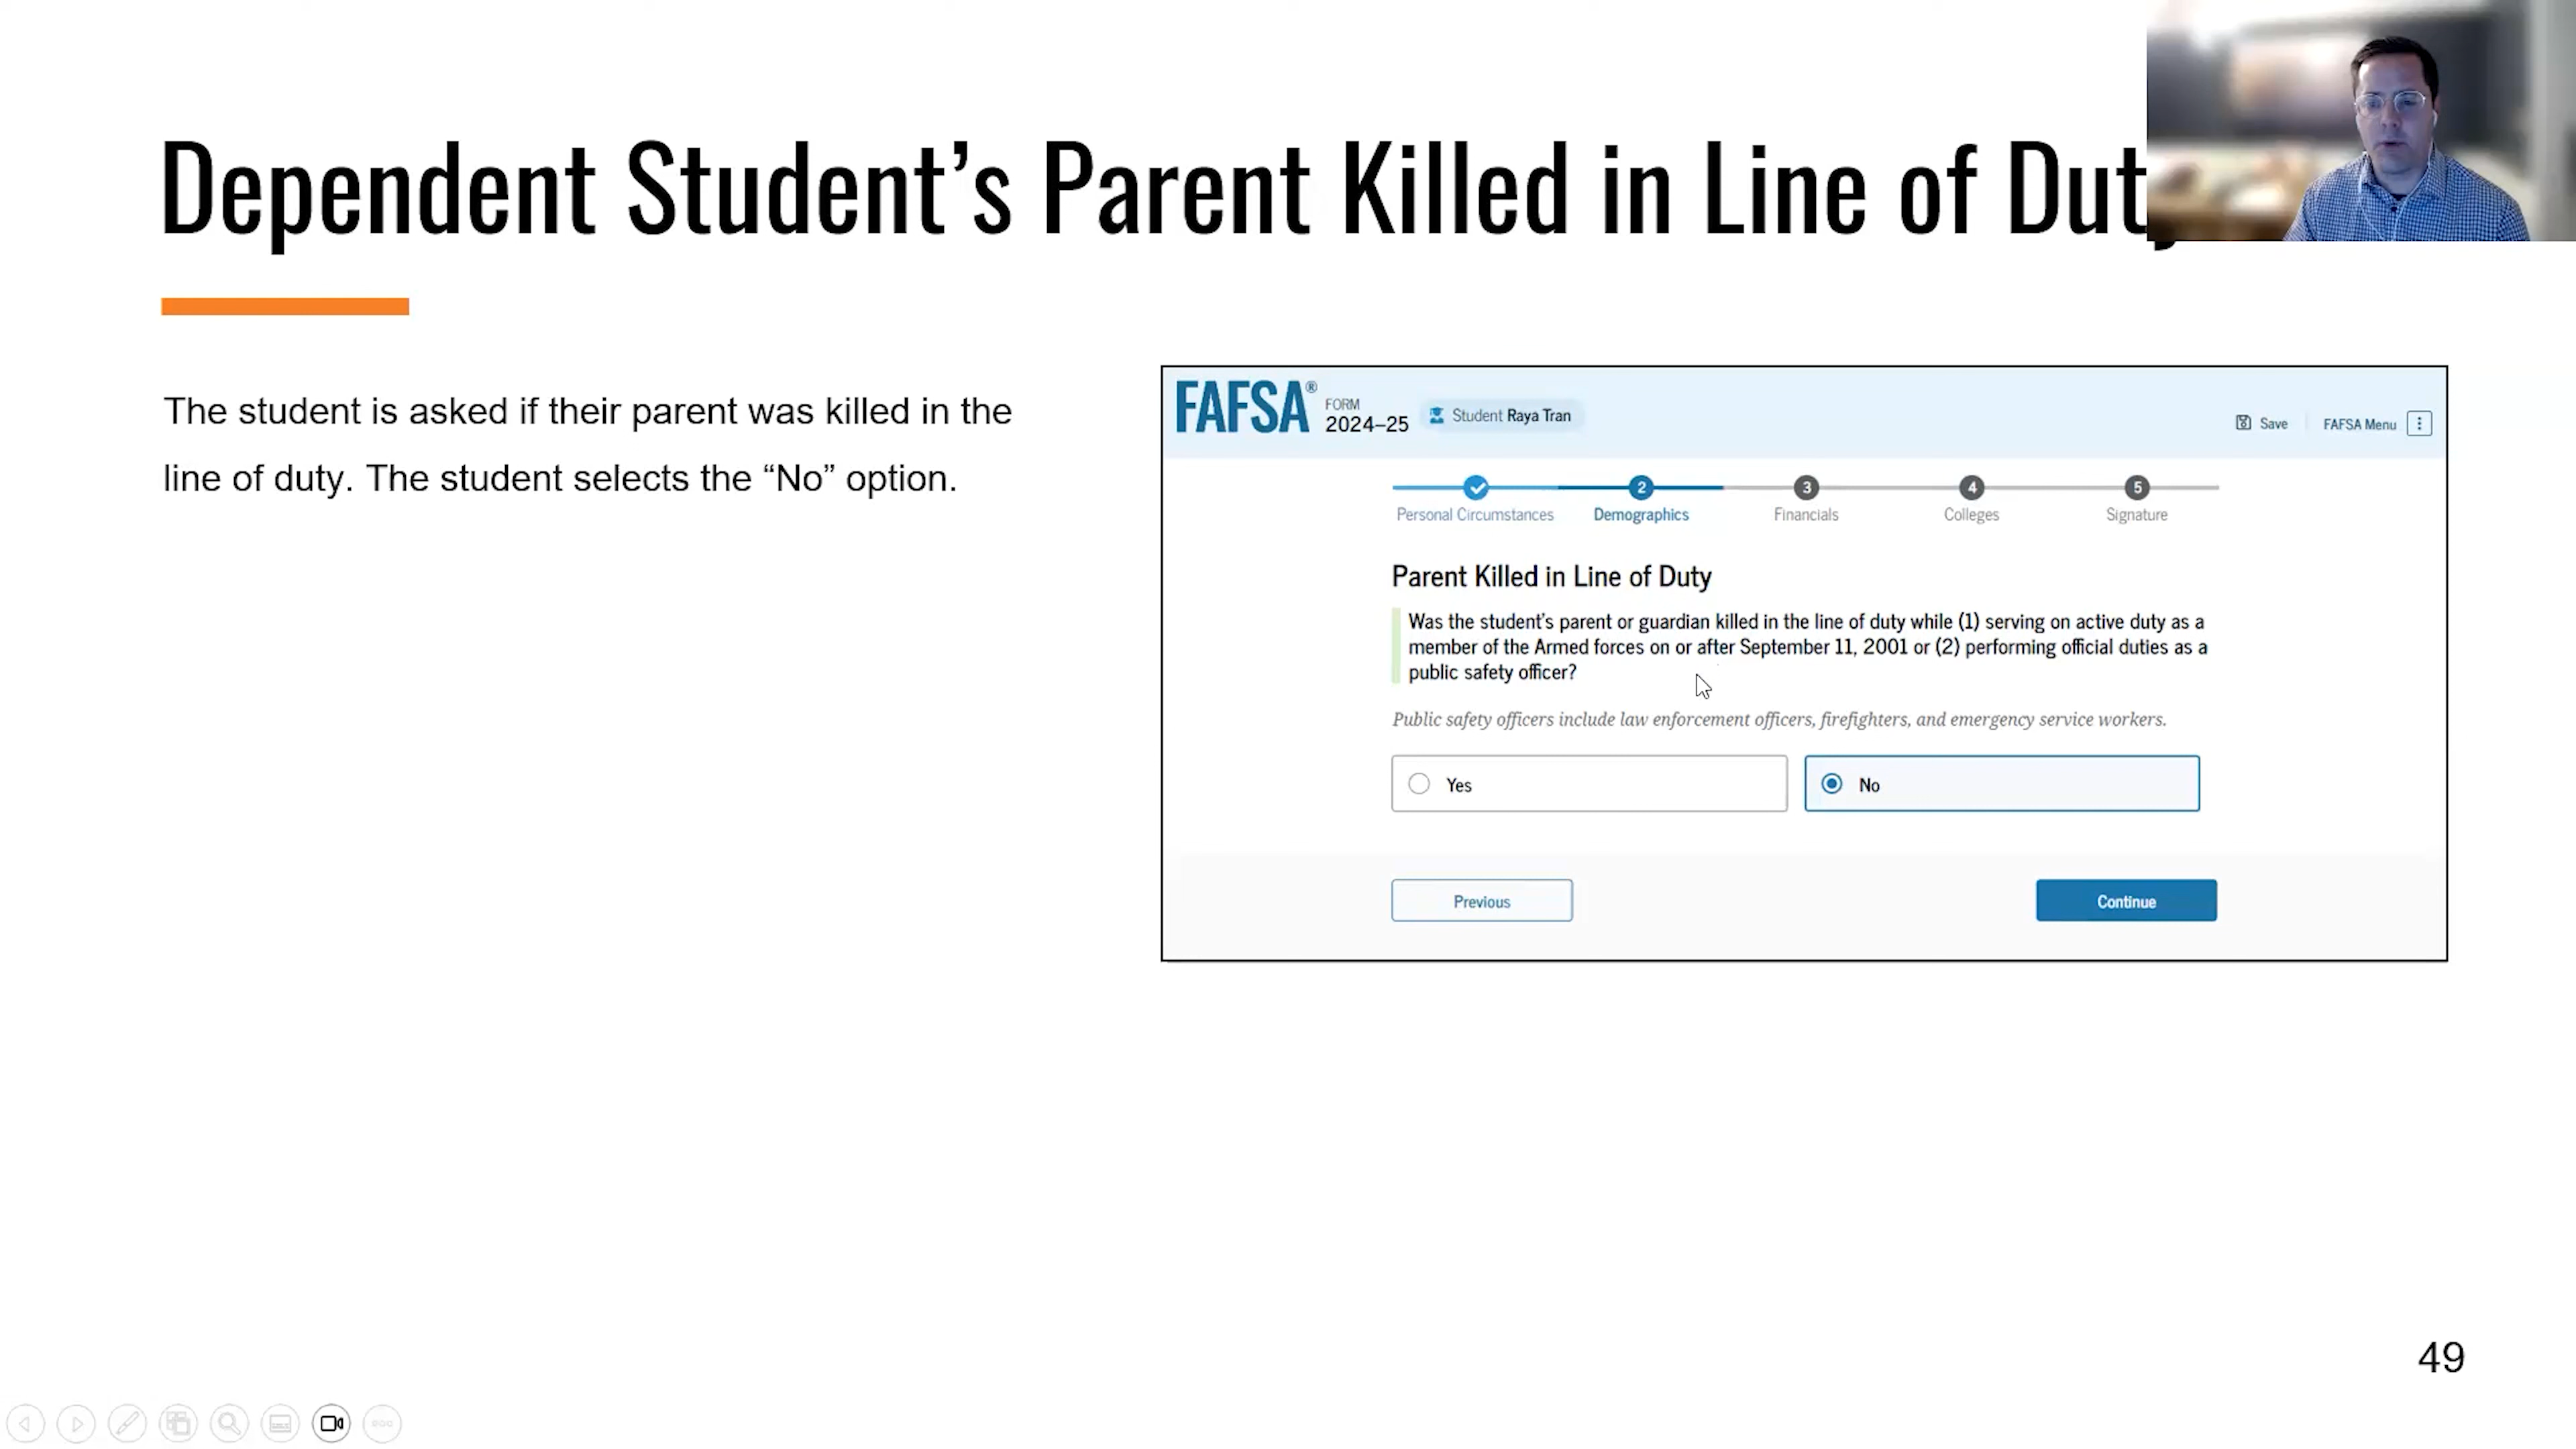 Dependent Student's Parent Killed in Line of Dut
The student is asked if their parent was killed in the
line of duty. The student selects the “No” option.
FAFSA®
FORM
2024–25
Student Raya Tran
Save
FAFSA Menu
2
3
4
5
Personal Circumstances
Demographics
Financials
Colleges
Signature
Parent Killed in Line of Duty
Was the student's parent or guardian killed in the line of duty while (1) serving on active duty as a
member of the Armed forces on or after September 11, 2001 or (2) performing official duties as a
public safety officer?
Public safety officers include law enforcement officers, firefighters, and emergency service workers.
Yes
No
Previous
Continue
49